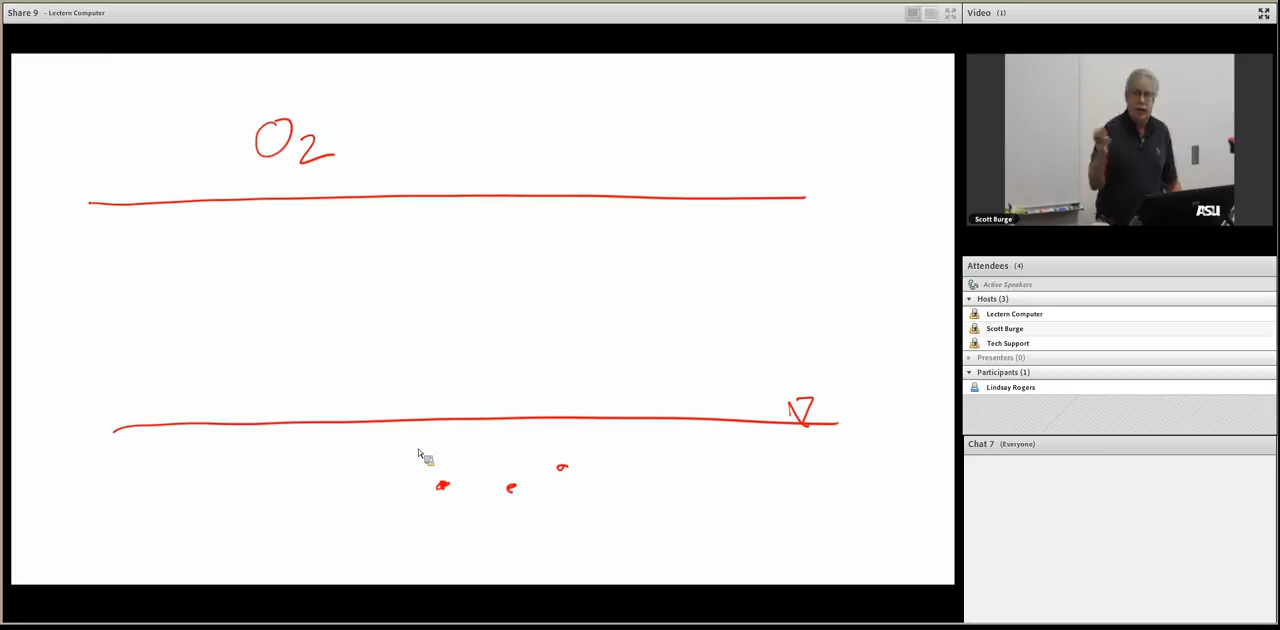 Share 9 - Lectern Computer
Video (1)
O2
ASU
Scott Burge
Attendees (4)
Active Speakers
Hosts (3)
Lectern Computer
Scott Burge
Tech Support
Presenters (0)
Participants (1)
Lindsay Rogers
Chat 7 (Everyone)